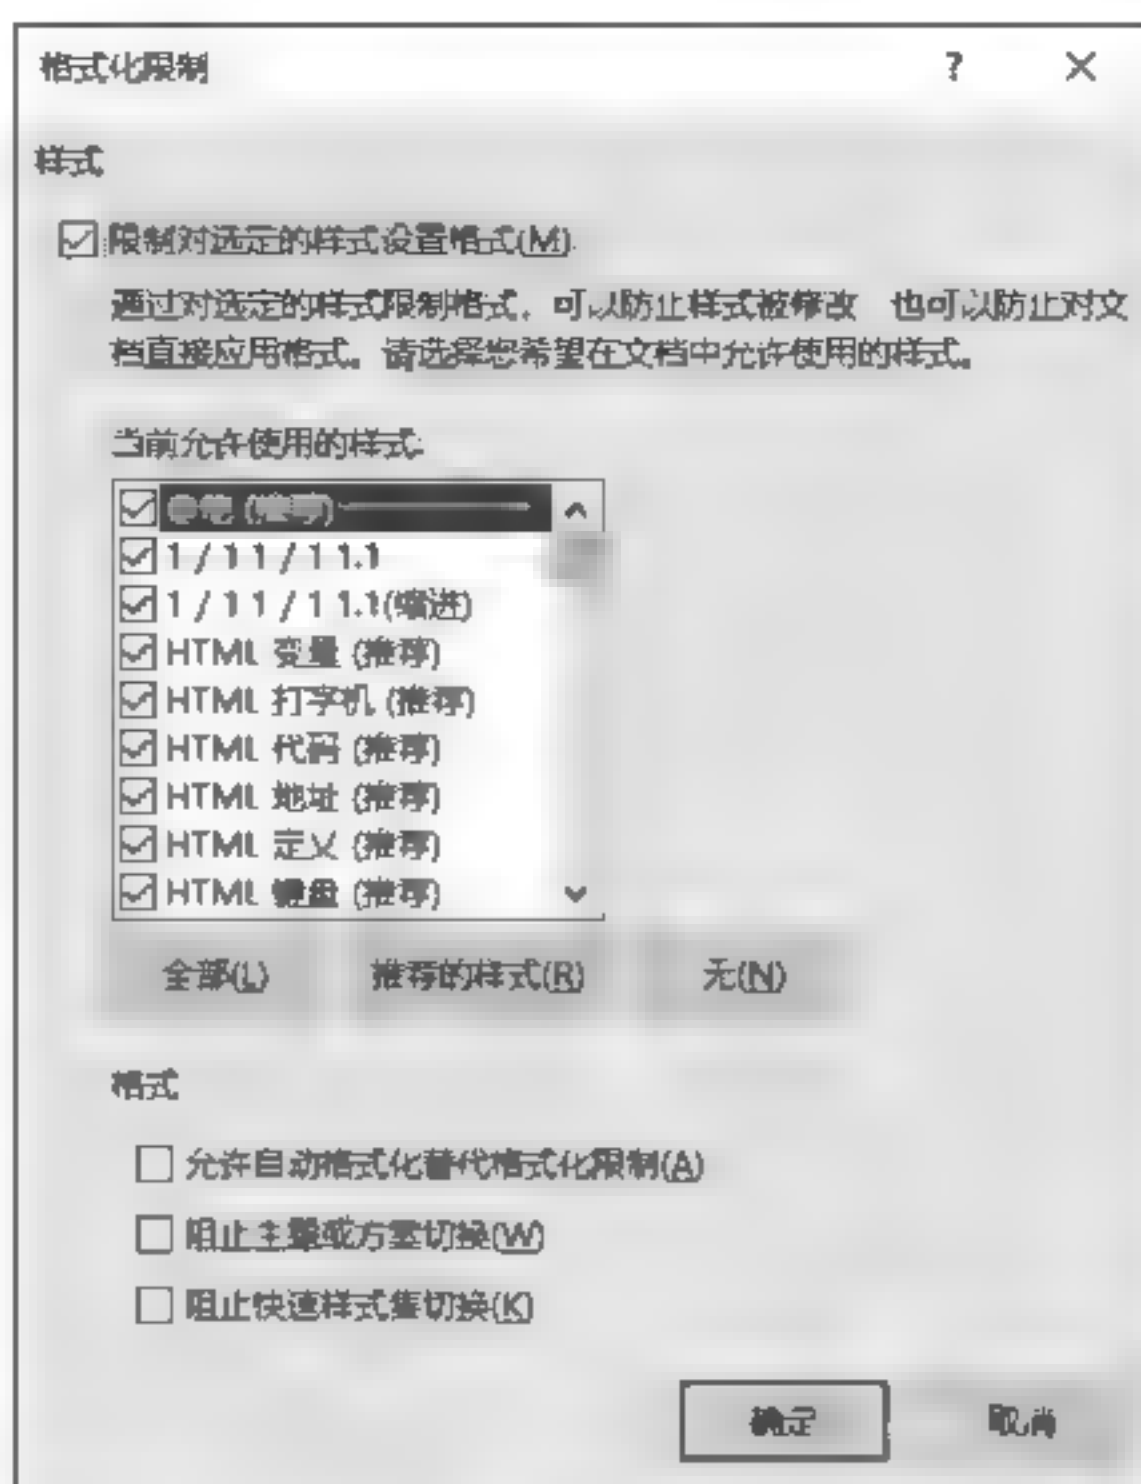 格式化限制 ? ×
样式
限制对选定的样式设置格式(M)
通过对选定的样式限制格式，可以防止样式被修改 也可以防止对文
档直接应用格式。请选择您希望在文档中允许使用的样式。
当前允许使用的样式:
(推荐)
1 / 1 1 / 1 1.1
1 / 1 1 / 1 1.1(缩进)
HTML 变量 (推荐)
HTML 打字机 (推荐)
HTML 代码 (推荐)
HTML 地址 (推荐)
HTML 定义 (推荐)
HTML 键盘 (推荐)
全部(L) 推荐的样式(R) 无(N)
格式
允许自动格式化替代格式化限制(A)
阻止主题或方案切换(W)
阻止快速样式集切换(K)
确定 取消